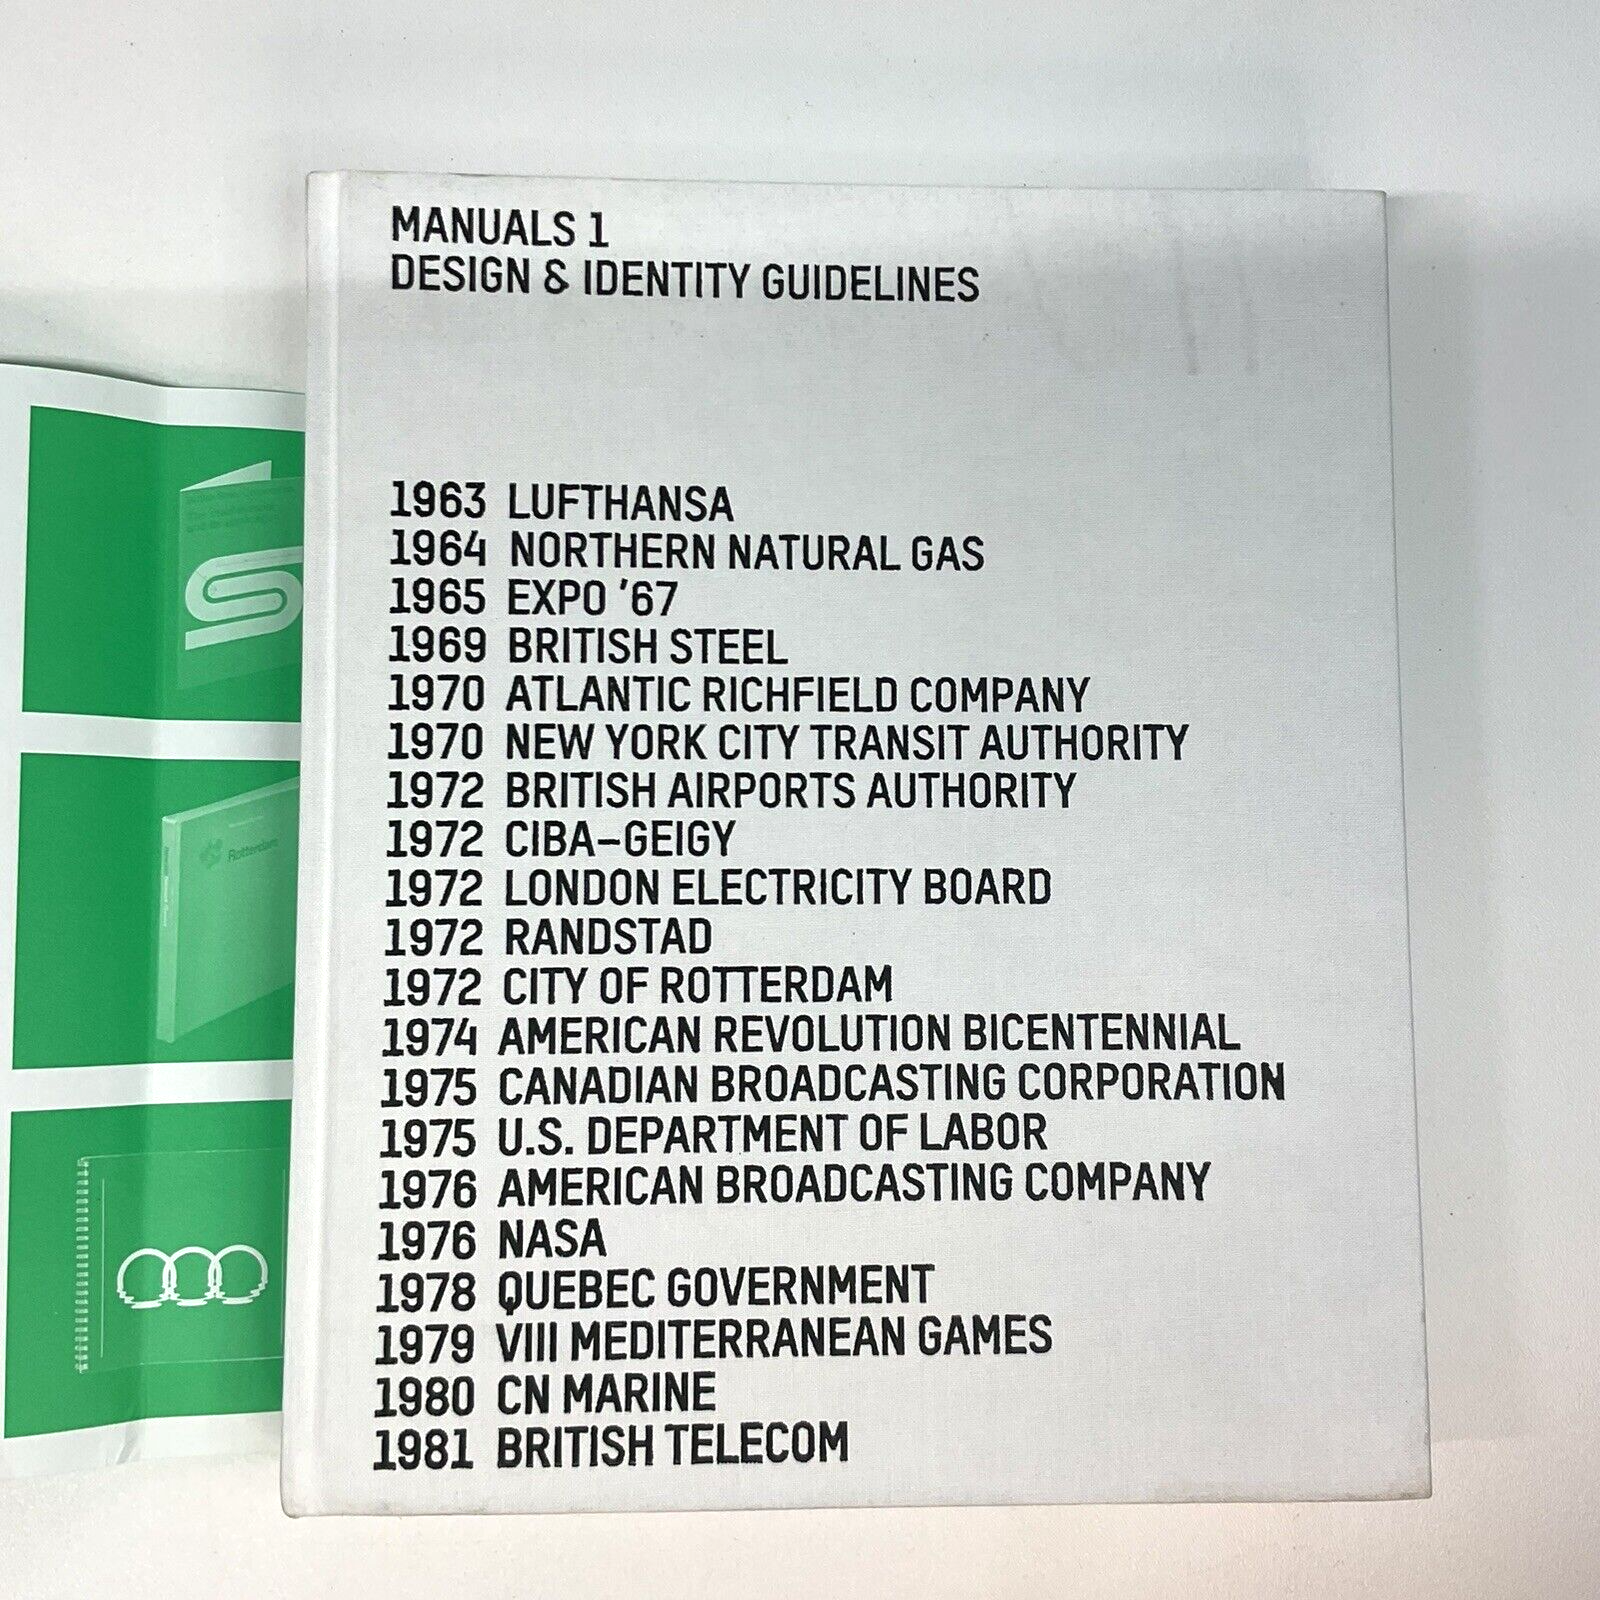 MANUALS 1
DESIGN & IDENTITY GUIDELINES
1963 LUFTHANSA
1964 NORTHERN NATURAL GAS
1965 EXPO '67
1969 BRITISH STEEL
1970 ATLANTIC RICHFIELD COMPANY
1970 NEW YORK CITY TRANSIT AUTHORITY
1972 BRITISH AIRPORTS AUTHORITY
1972 CIBA–GEIGY
1972 LONDON ELECTRICITY BOARD
1972 RANDSTAD
1972 CITY OF ROTTERDAM
1974 AMERICAN REVOLUTION BICENTENNIAL
1975 CANADIAN BROADCASTING CORPORATION
1975 U.S. DEPARTMENT OF LABOR
1976 AMERICAN BROADCASTING COMPANY
1976 NASA
1978 QUEBEC GOVERNMENT
1979 VIII MEDITERRANEAN GAMES
1980 CN MARINE
1981 BRITISH TELECOM
Rotterdam